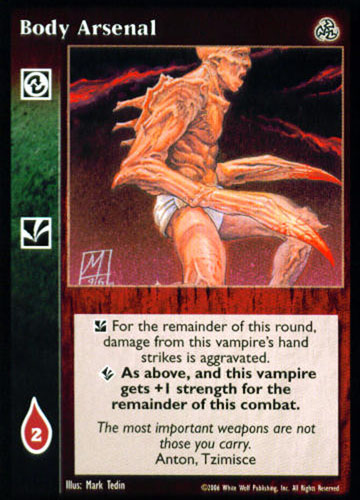 Body Arsenal
For the remainder of this round,
damage from this vampire's hand
strikes is aggravated.
As above, and this vampire
gets +1 strength for the
remainder of this combat.
The most important weapons are not
those you carry.
Anton, Tzimisce
2
Illus: Mark Tedin
©2006 White Wolf Publishing, Inc. All Rights Reserved